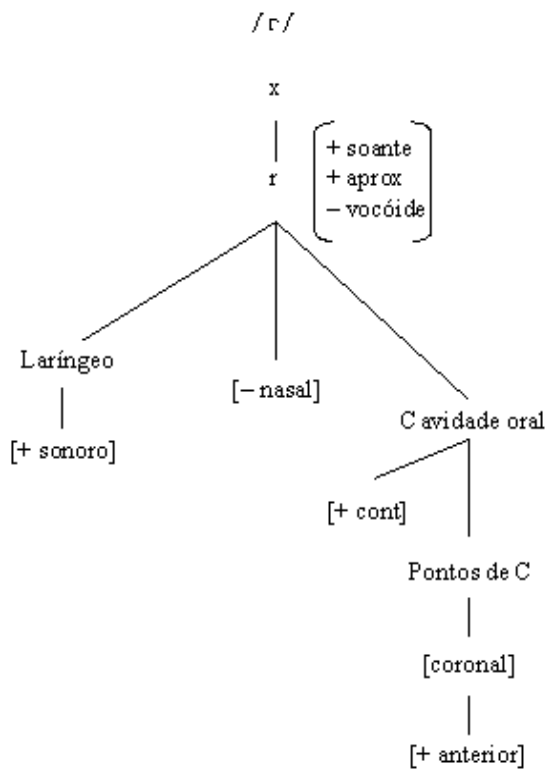 / r /
x
r
+ soante
+ aprox
– vocóide
Laríngeo
[– nasal]
Cavidade oral
[+ sonoro]
[+ cont]
Pontos de C
[coronal]
[+ anterior]